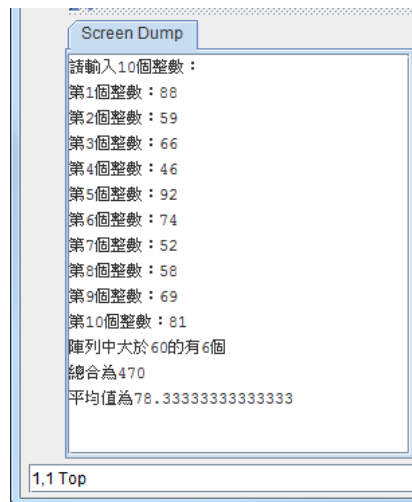 Screen Dump
請輸入10個整數：
第1個整數：88
第2個整數：59
第3個整數：66
第4個整數：46
第5個整數：92
第6個整數：74
第7個整數：52
第8個整數：58
第9個整數：69
第10個整數：81
陣列中大於60的有6個
總合為470
平均值為78.33333333333333
1,1 Top